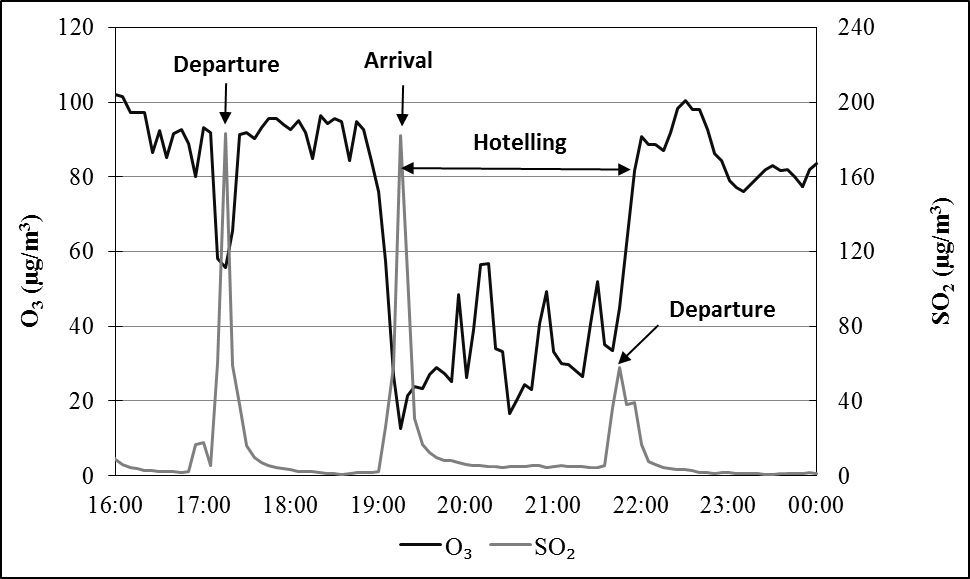 120
100
80
60
40
20
0
O₃ (µg/m³)
240
200
160
120
80
40
0
SO₂ (µg/m³)
Departure
Arrival
Hotelling
Departure
16:00 17:00 18:00 19:00 20:00 21:00 22:00 23:00 00:00
O₃ SO₂